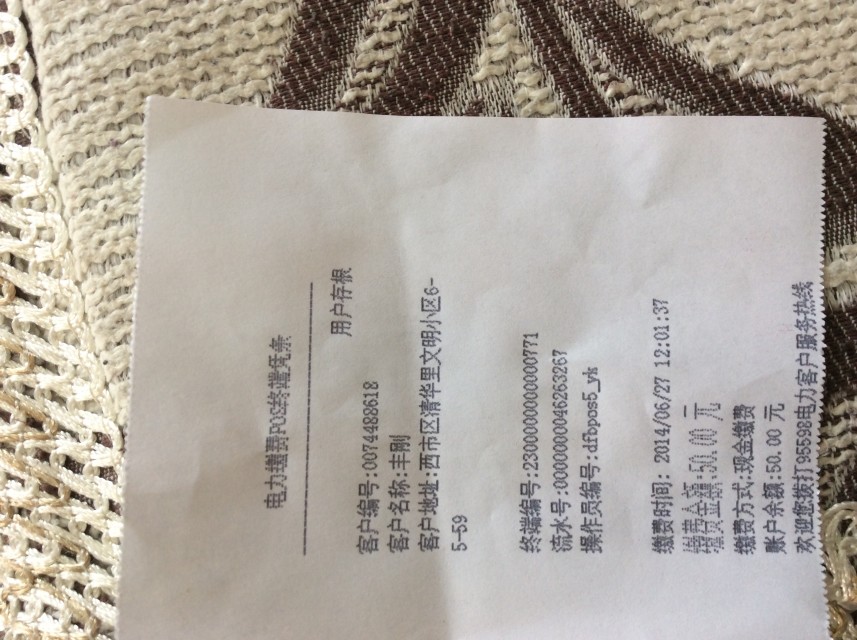 电力缴费POS终端凭条
用户存根
客户编号:0074488618
客户名称:丰刚
客户地址:西市区清华里文明小区6-
5-59
终端编号:2300000000000771
流水号:0000000046263267
操作员编号:dfbpos5_yk
缴费时间: 2014/06/27 12:01:37
缴费金额:50.00 元
缴费方式:现金缴费
账户余额:50.00 元
欢迎您拨打95598电力客户服务热线